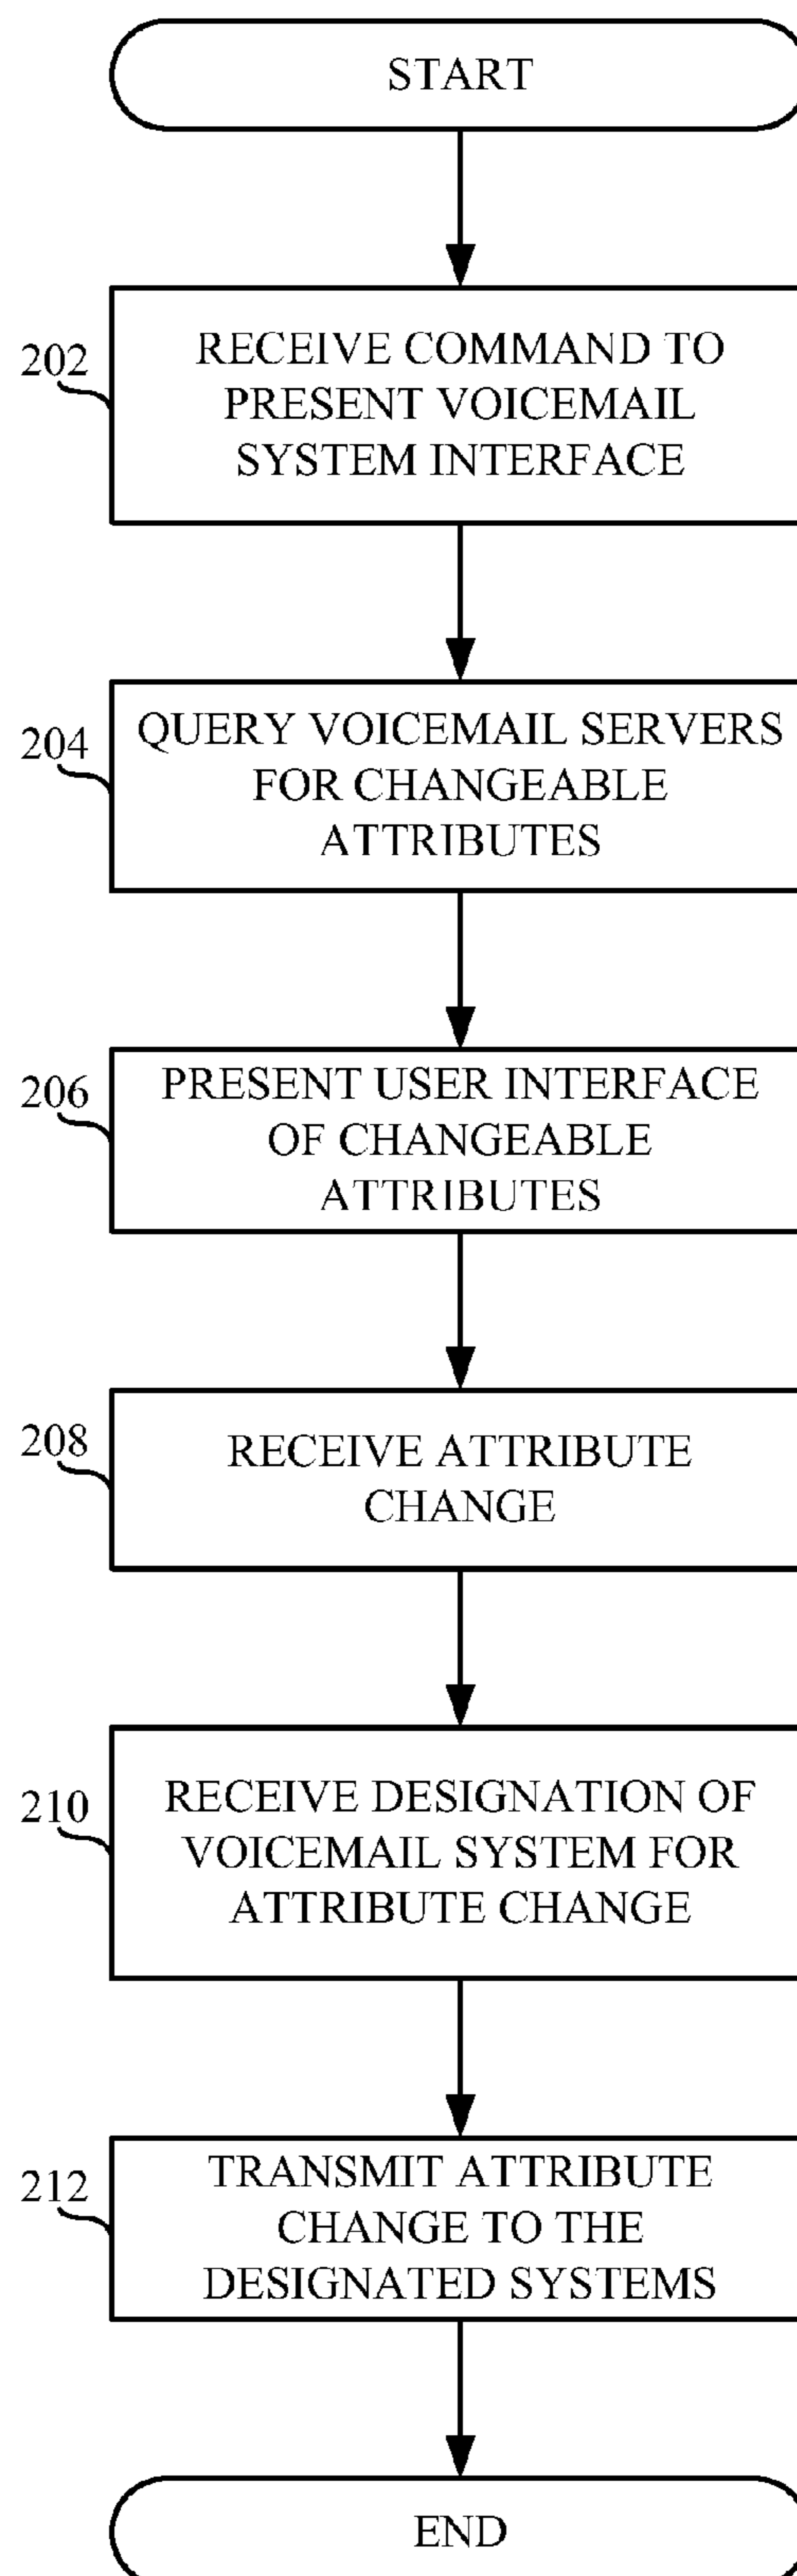 START
202
RECEIVE COMMAND TO
PRESENT VOICEMAIL
SYSTEM INTERFACE
204
QUERY VOICEMAIL SERVERS
FOR CHANGEABLE
ATTRIBUTES
206
PRESENT USER INTERFACE
OF CHANGEABLE
ATTRIBUTES
208
RECEIVE ATTRIBUTE
CHANGE
210
RECEIVE DESIGNATION OF
VOICEMAIL SYSTEM FOR
ATTRIBUTE CHANGE
212
TRANSMIT ATTRIBUTE
CHANGE TO THE
DESIGNATED SYSTEMS
END